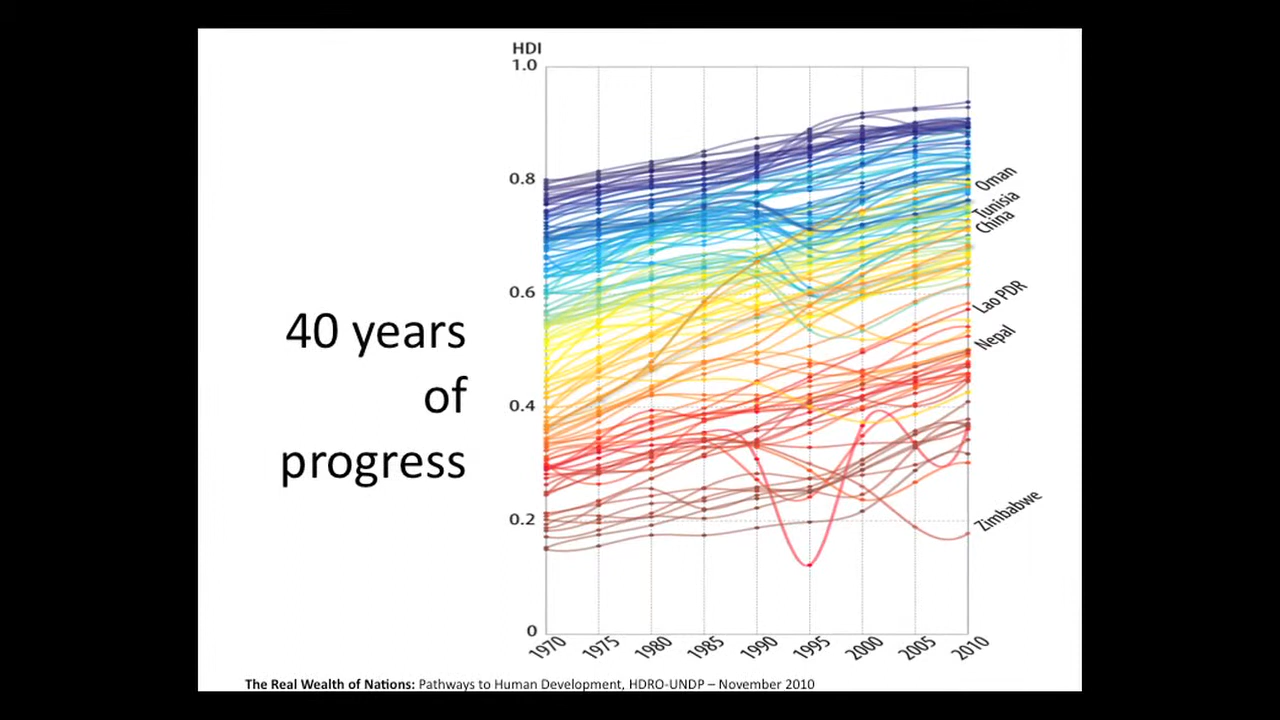 HDI
1.0
0.8
0.6
0.4
0.2
0
Oman
Tunisia
China
Lao PDR
Nepal
Zimbabwe
1970 1975 1980 1985 1990 1995 2000 2005 2010
40 years
of
progress
The Real Wealth of Nations: Pathways to Human Development, HDRO-UNDP – November 2010